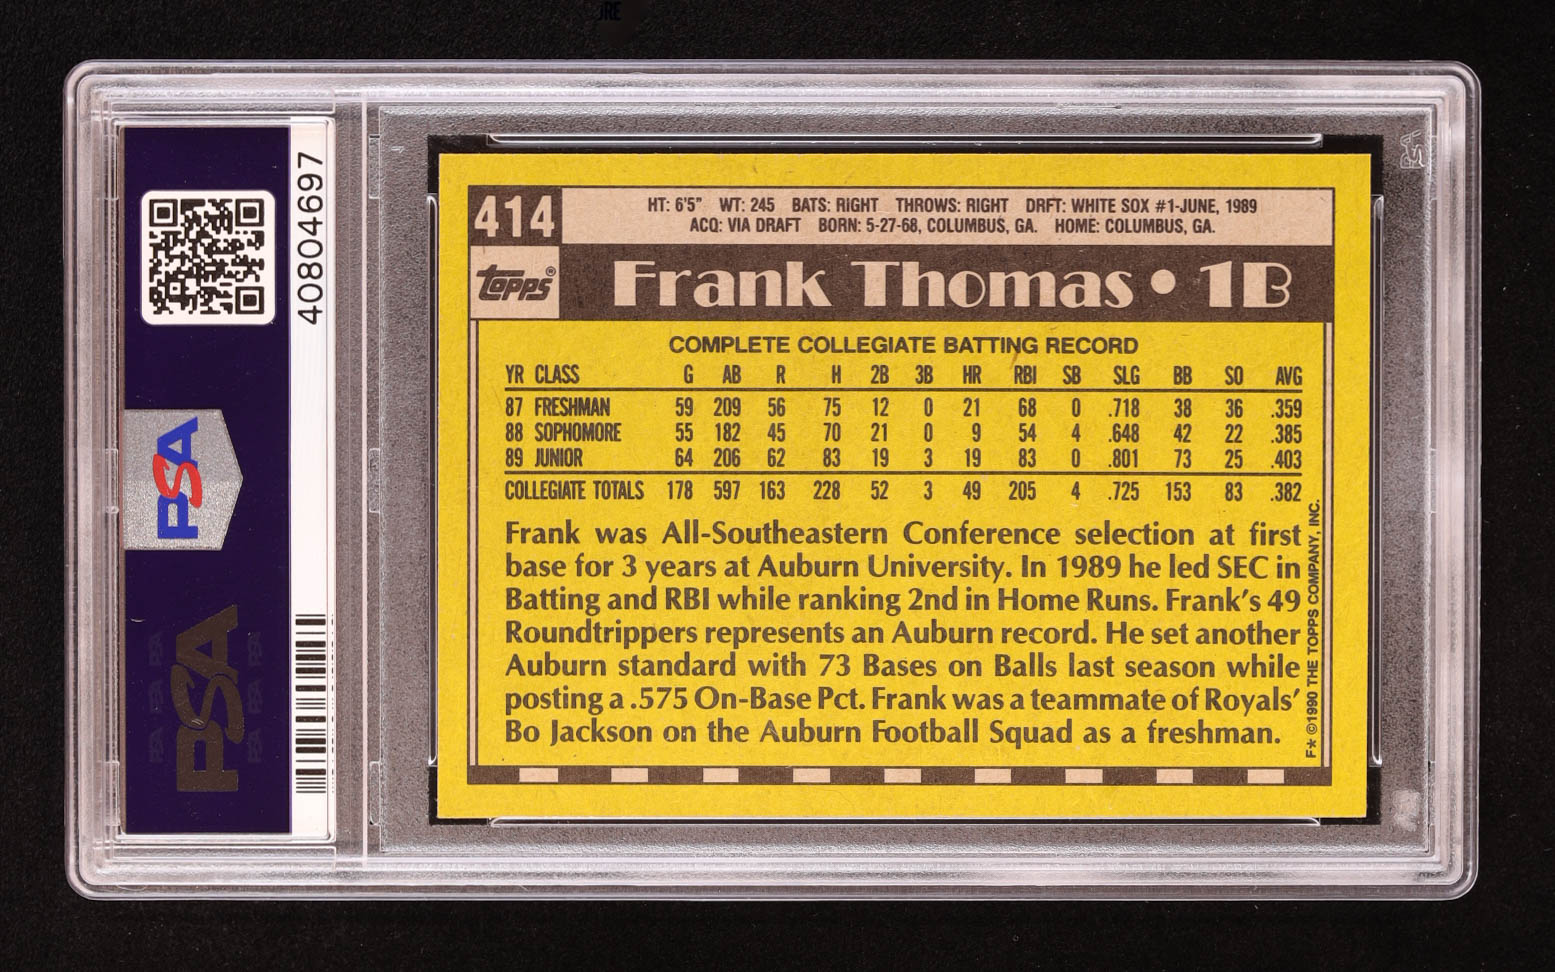 40804697
PSA
PSA
414
HT: 6'5" WT: 245 BATS: RIGHT THROWS: RIGHT DRFT: WHITE SOX #1-JUNE, 1989
ACQ: VIA DRAFT BORN: 5-27-68, COLUMBUS, GA. HOME: COLUMBUS, GA.
topps®
Frank Thomas • 1B
COMPLETE COLLEGIATE BATTING RECORD
YR CLASS G AB R H 2B 3B HR RBI SB SLG BB SO AVG
87 FRESHMAN 59 209 56 75 12 0 21 68 0 .718 38 36 .359
88 SOPHOMORE 55 182 45 70 21 0 9 54 4 .648 42 22 .385
89 JUNIOR 64 206 62 83 19 3 19 83 0 .801 73 25 .403
COLLEGIATE TOTALS 178 597 163 228 52 3 49 205 4 .725 153 83 .382
Frank was All-Southeastern Conference selection at first
base for 3 years at Auburn University. In 1989 he led SEC in
Batting and RBI while ranking 2nd in Home Runs. Frank's 49
Roundtrippers represents an Auburn record. He set another
Auburn standard with 73 Bases on Balls last season while
posting a .575 On-Base Pct. Frank was a teammate of Royals'
Bo Jackson on the Auburn Football Squad as a freshman.
F* ©1990 THE TOPPS COMPANY, INC.
PSA